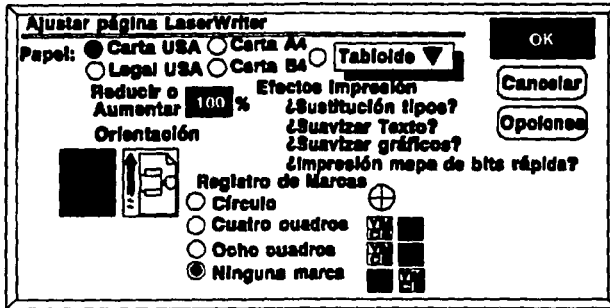 Ajustar página LaserWriter
OK
Papel: Carta USA Carta A4
Legal USA Carta B4 Tabloide
Cancelar
Reducir o Aumentar 100 %
Efectos Impresión
¿Sustitución tipos?
¿Suavizar Texto?
Opciones
¿Suavizar gráficos?
¿Impresión mapa de bits rápida?
Orientación
Registro de Marcas
Círculo
Cuatro cuadros
Ocho cuadros
Ninguna marca